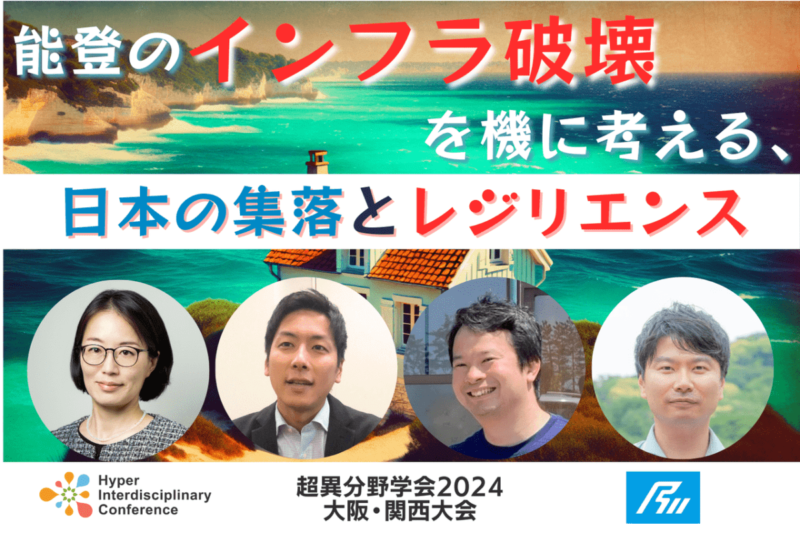 能登のインフラ破壊
を機に考える、
日本の集落とレジリエンス
Hyper
Interdisciplinary
Conference
超異分野学会2024
大阪・関西大会